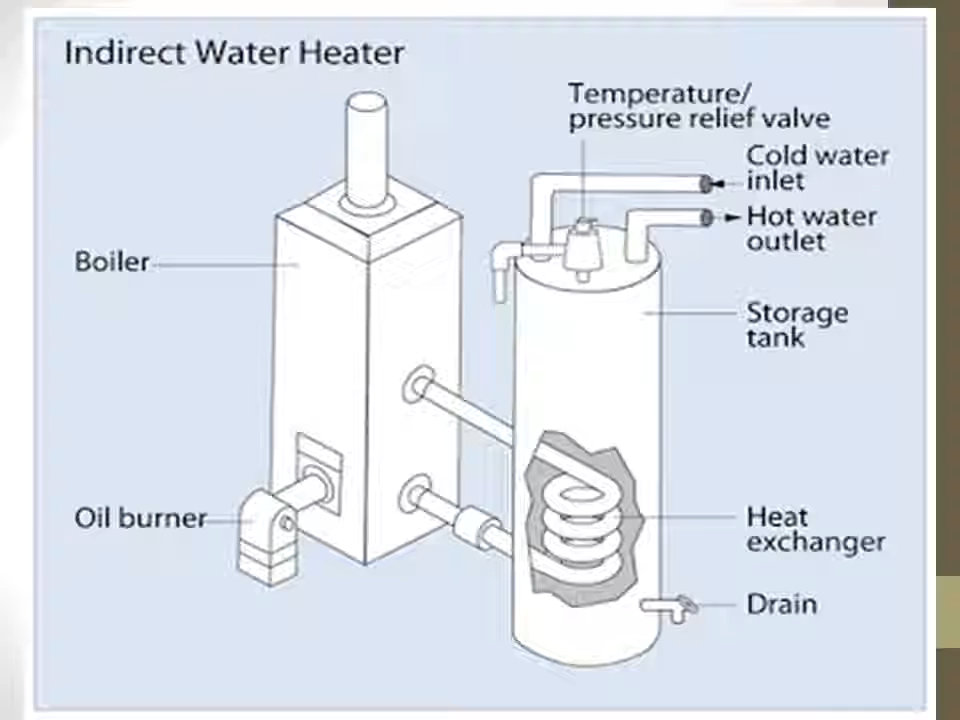 Indirect Water Heater
Temperature/
pressure relief valve
Cold water
inlet
Hot water
outlet
Boiler
Storage
tank
Oil burner
Heat
exchanger
Drain